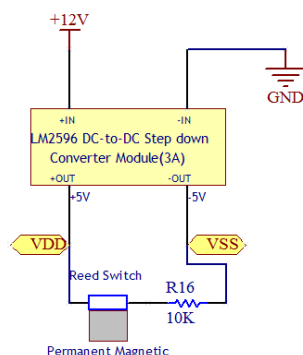 +12V
GND
+IN -IN
LM2596 DC-to-DC Step down
Converter Module(3A)
+OUT -OUT
+5V -5V
VDD VSS
Reed Switch
R16
10K
Permanent Magnetic